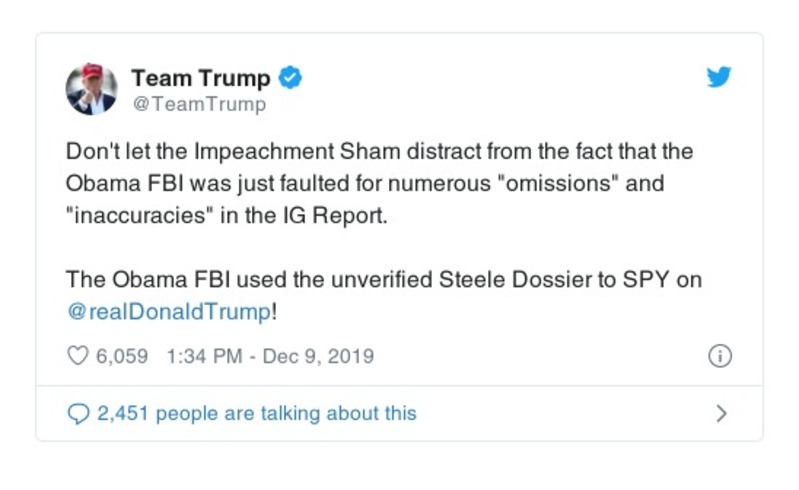 Team Trump
@TeamTrump
Don't let the Impeachment Sham distract from the fact that the
Obama FBI was just faulted for numerous "omissions" and
"inaccuracies" in the IG Report.
The Obama FBI used the unverified Steele Dossier to SPY on
@realDonaldTrump!
6,059 1:34 PM - Dec 9, 2019
2,451 people are talking about this